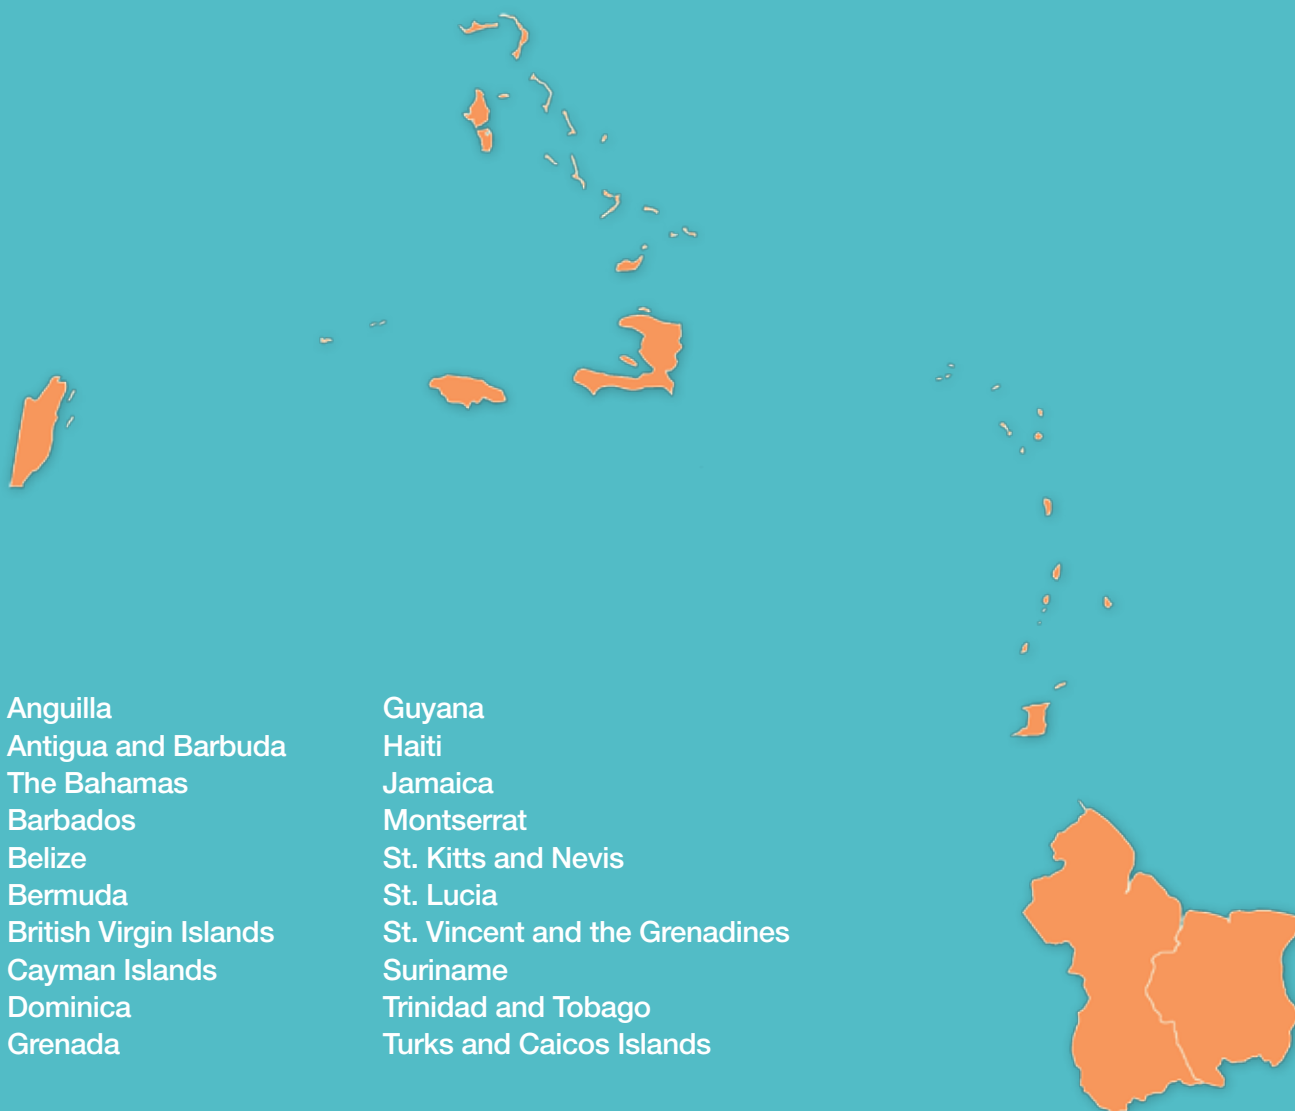 Anguilla
Antigua and Barbuda
The Bahamas
Barbados
Belize
Bermuda
British Virgin Islands
Cayman Islands
Dominica
Grenada
Guyana
Haiti
Jamaica
Montserrat
St. Kitts and Nevis
St. Lucia
St. Vincent and the Grenadines
Suriname
Trinidad and Tobago
Turks and Caicos Islands